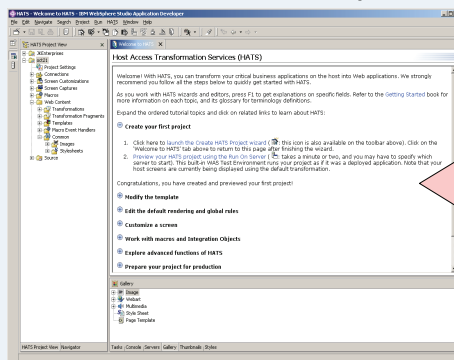 HATS - Welcome to HATS - IBM WebSphere Studio Application Developer
File Edit Navigate Search Project Run HATS Window Help
HATS Project View
JKEnterprises
Project Settings
Connections
Screen Customizations
Screen Captures
Macros
Web Content
Transformations
Transformation Fragments
Templates
Macro Event Handlers
Common
Images
Stylesheets
Source
HATS Project View Navigator
Welcome to HATS
Host Access Transformation Services (HATS)
Welcome! With HATS, you can transform your critical business applications on the host into Web applications. We strongly
recommend you follow all the steps below to quickly get started with HATS.
As you work with HATS wizards and editors, press F1 to get explanations on specific fields. Refer to the Getting Started book for
more information on each topic, and its glossary for terminology definitions.
Expand the ordered tutorial topics and click on related links to learn about HATS:
Create your first project
1. Click here to launch the Create HATS Project wizard ( : this icon is also available on the toolbar above). Click on the
'Welcome to HATS' tab above to return to this page after finishing the wizard.
2. Preview your HATS project using the Run On Server ( : takes a minute or two, and you may have to specify which
server to start). This built-in WAS Test Environment runs your project as if it was a deployed application. Note that your
host screens are currently being displayed using the default transformation.
Congratulations, you have created and previewed your first project!
Modify the template
Edit the default rendering and global rules
Customize a screen
Work with macros and Integration Objects
Explore advanced functions of HATS
Prepare your project for production
Gallery
Image
Webart
Multimedia
Style Sheet
Page Template
Tasks Console Servers Gallery Thumbnails Styles